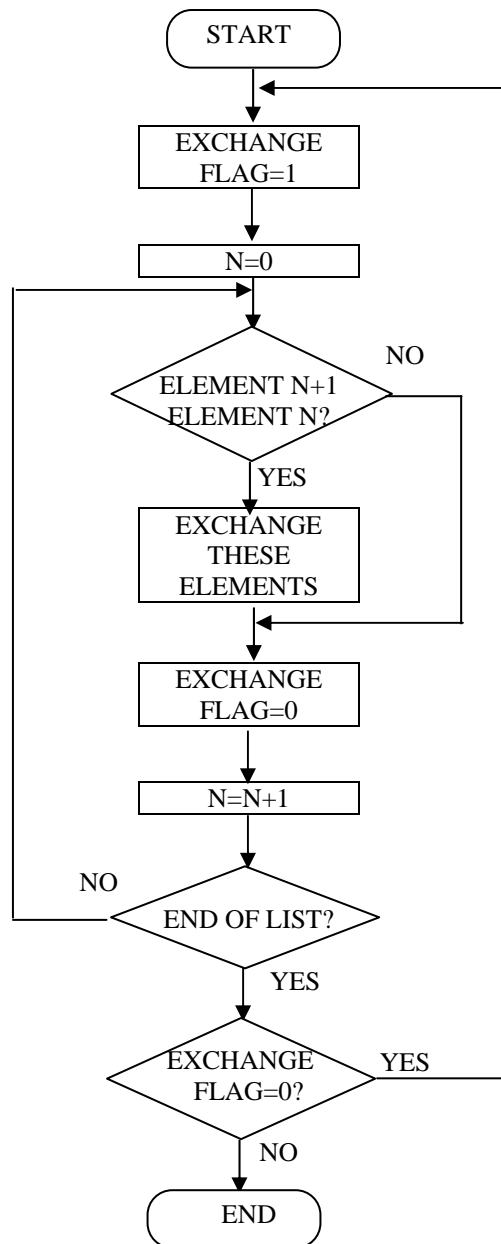 START
EXCHANGE
FLAG=1
N=0
NO
ELEMENT N+1
ELEMENT N?
YES
EXCHANGE
THESE
ELEMENTS
EXCHANGE
FLAG=0
N=N+1
NO
END OF LIST?
YES
EXCHANGE
FLAG=0?
YES
NO
END